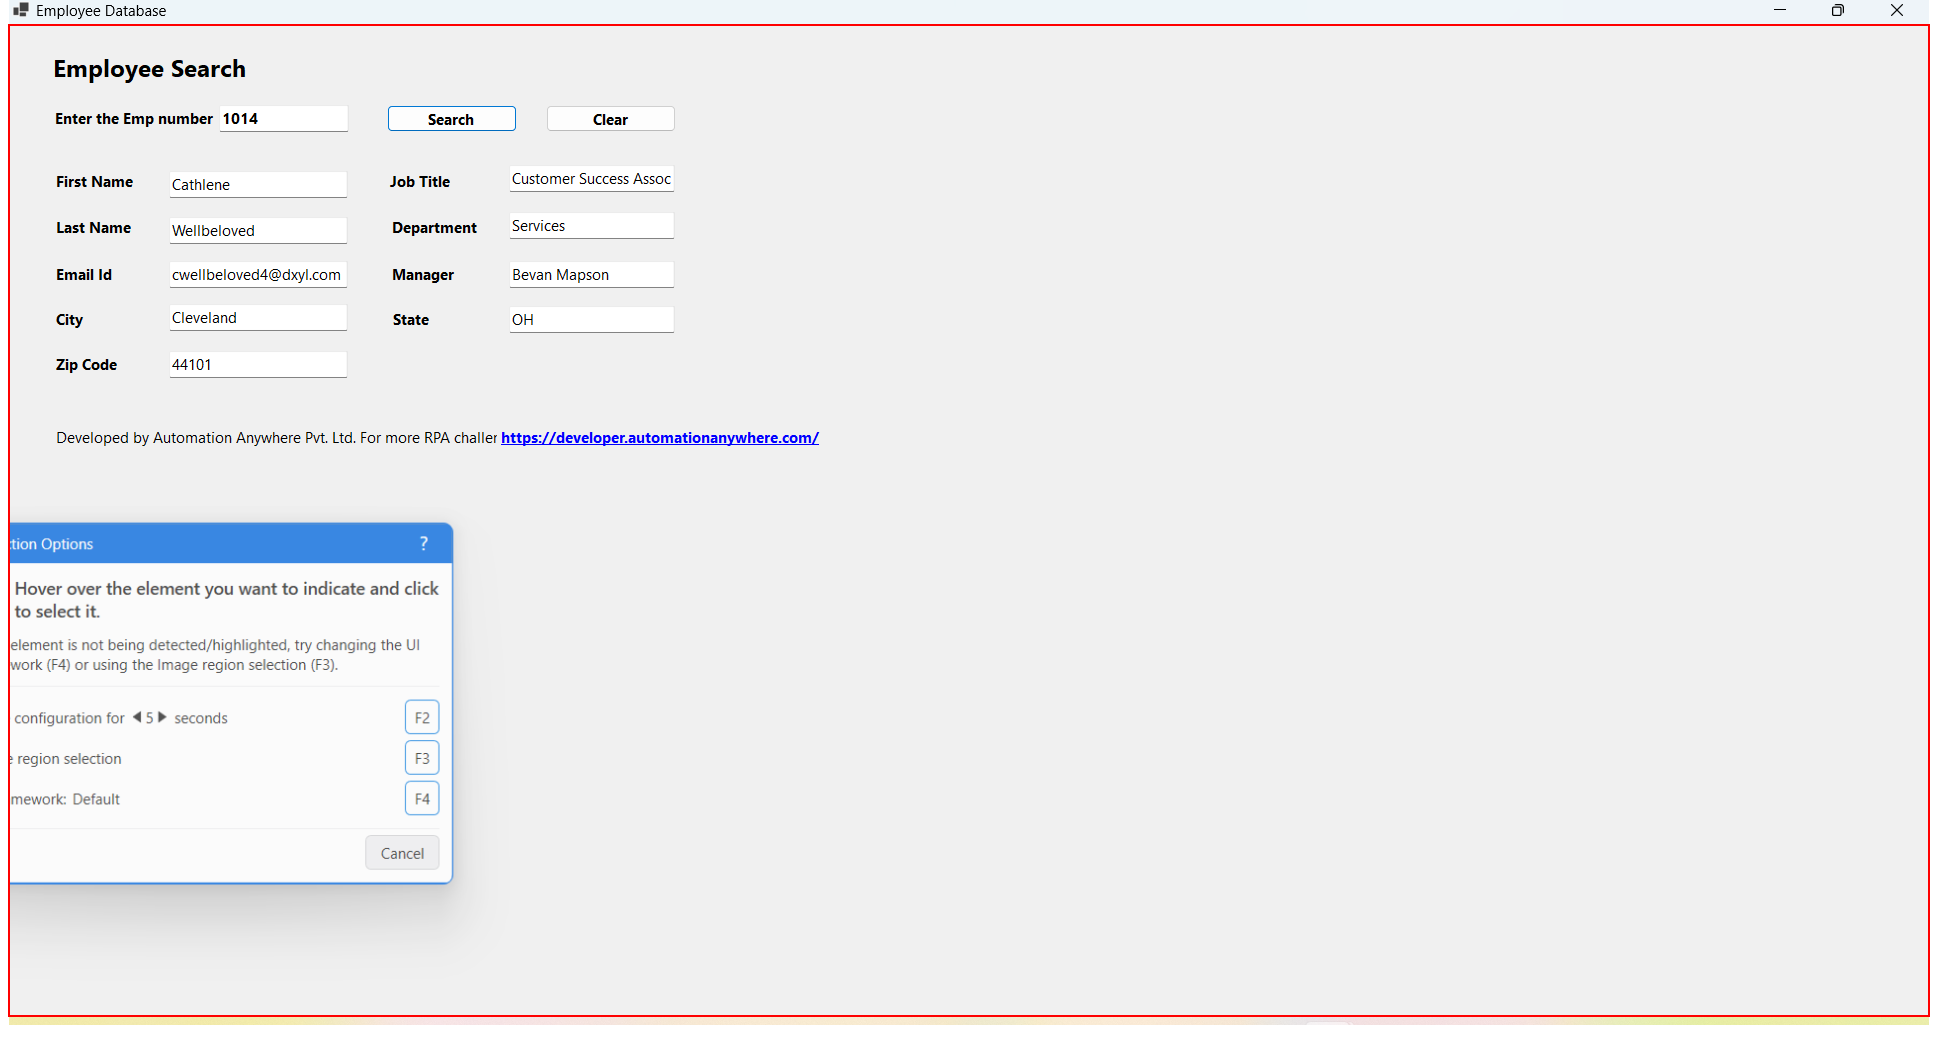 Employee Database
Employee Search
Enter the Emp number 1014 Search Clear
First Name Cathlene Job Title Customer Success Assoc
Last Name Wellbeloved Department Services
Email Id cwellbeloved4@dxyl.com Manager Bevan Mapson
City Cleveland State OH
Zip Code 44101
Developed by Automation Anywhere Pvt. Ltd. For more RPA challer https://developer.automationanywhere.com/
tion Options ?
Hover over the element you want to indicate and click
to select it.
element is not being detected/highlighted, try changing the UI
work (F4) or using the Image region selection (F3).
configuration for 5 seconds F2
e region selection F3
mework: Default F4
Cancel